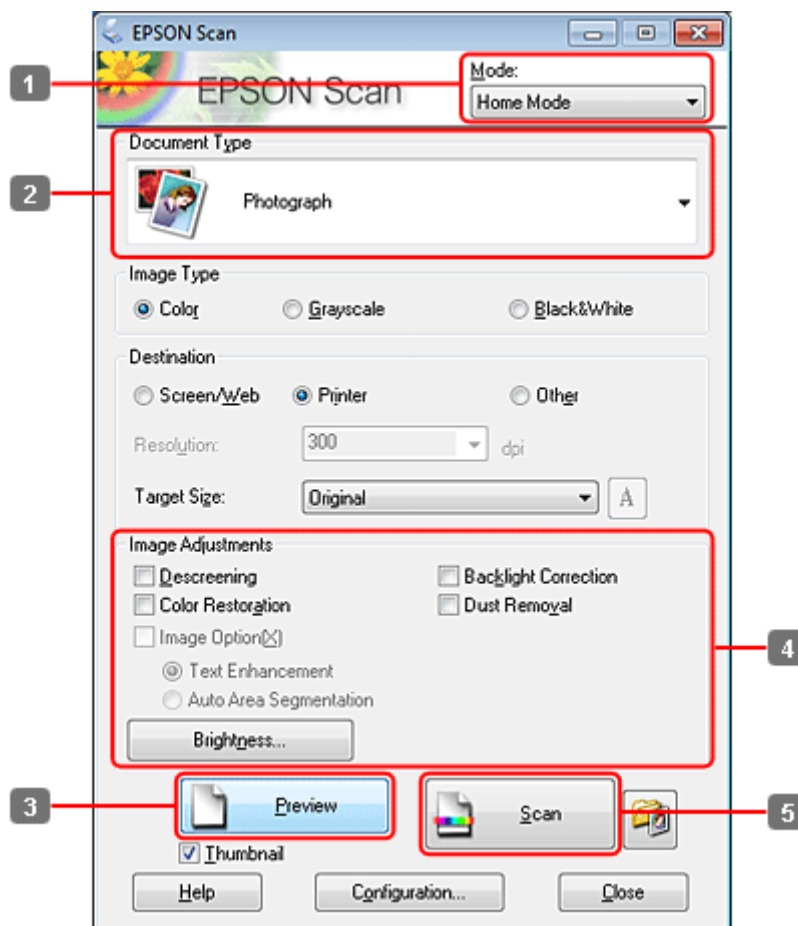 EPSON Scan
EPSON Scan
Mode:
1
Home Mode
Document Type
2
Photograph
Image Type
Color Grayscale Black&White
Destination
Screen/Web Printer Other
Resolution: 300 dpi
Target Size: Original A
Image Adjustments
Descreening Backlight Correction
Color Restoration Dust Removal
Image Option(X)
4
Text Enhancement
Auto Area Segmentation
Brightness...
3 Preview Scan 5
Thumbnail
Help Configuration... Close